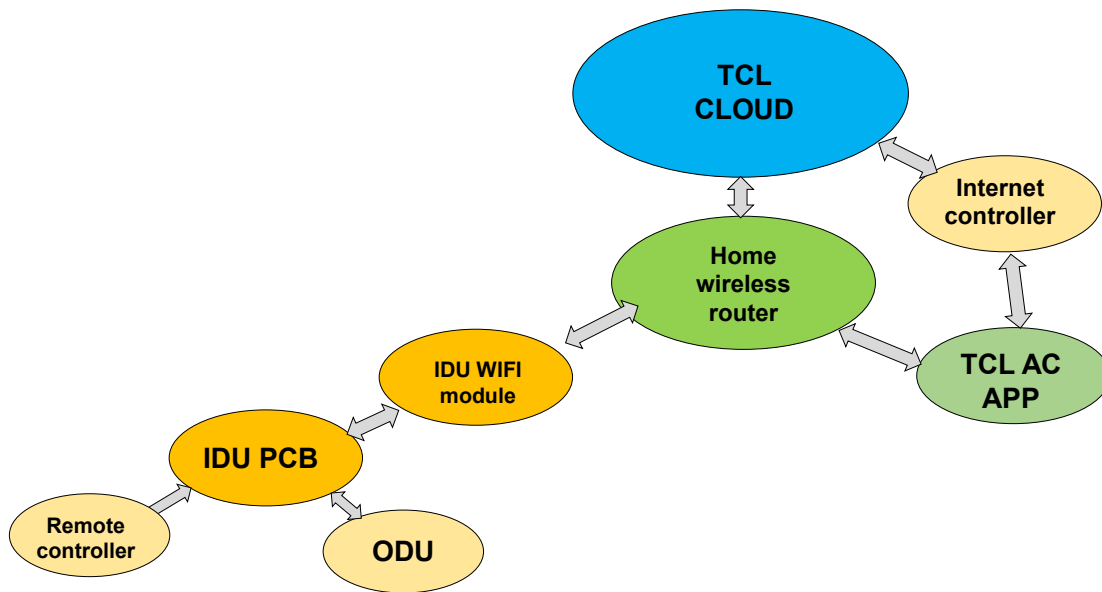 TCL
CLOUD
Internet
controller
Home
wireless
router
IDU WIFI
module
TCL AC
APP
IDU PCB
Remote
controller
ODU